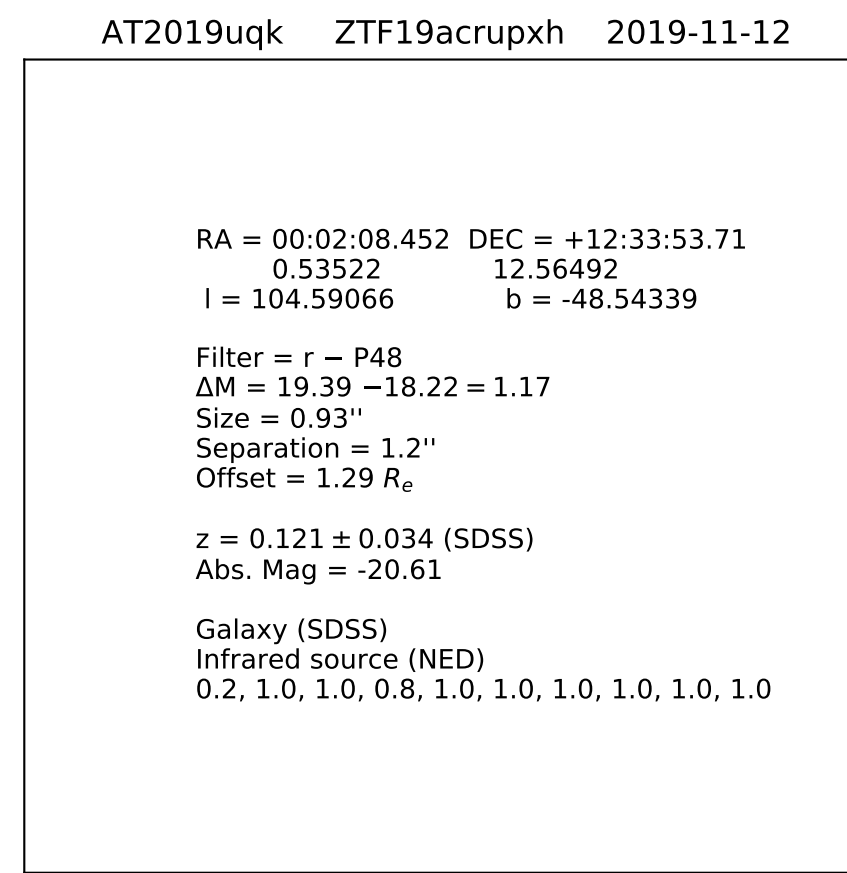 AT2019uqk ZTF19acrupxh 2019-11-12
RA = 00:02:08.452 DEC = +12:33:53.71
0.53522 12.56492
l = 104.59066 b = -48.54339
Filter = r − P48
ΔM = 19.39 −18.22 = 1.17
Size = 0.93''
Separation = 1.2''
Offset = 1.29 Re
z = 0.121 ± 0.034 (SDSS)
Abs. Mag = -20.61
Galaxy (SDSS)
Infrared source (NED)
0.2, 1.0, 1.0, 0.8, 1.0, 1.0, 1.0, 1.0, 1.0, 1.0